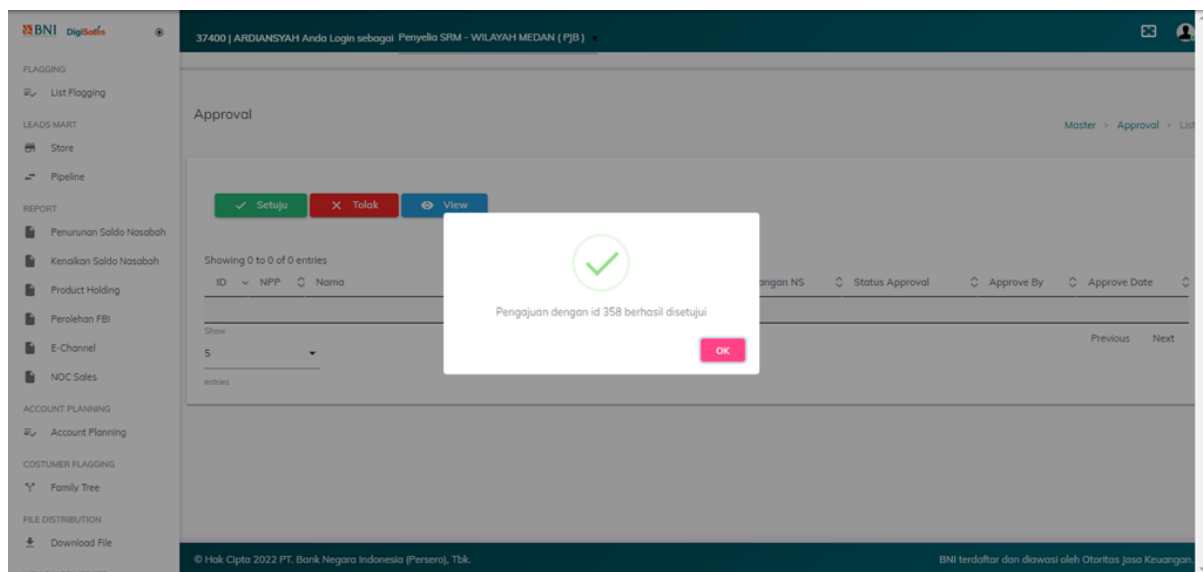 BNI DigiSales
37400 | ARDIANSYAH Anda Login sebagai Penyelia SRM - WILAYAH MEDAN ( PJB )
FLAGGING
List Flagging
LEADS MART
Store
Pipeline
REPORT
Penurunan Saldo Nasabah
Kenaikan Saldo Nasabah
Product Holding
Perolehan FBI
E-Channel
NOC Sales
ACCOUNT PLANNING
Account Planning
COSTUMER FLAGGING
Family Tree
FILE DISTRIBUTION
Download File
Approval
Master > Approval > List
Setuju Tolak View
Showing 0 to 0 of 0 entries
ID NPP Nama angan NS Status Approval Approve By Approve Date
Show
5
entries
Previous Next
Pengajuan dengan id 358 berhasil disetujui
OK
© Hak Cipta 2022 PT. Bank Negara Indonesia (Persero), Tbk.
BNI terdaftar dan diawasi oleh Otoritas Jasa Keuangan.